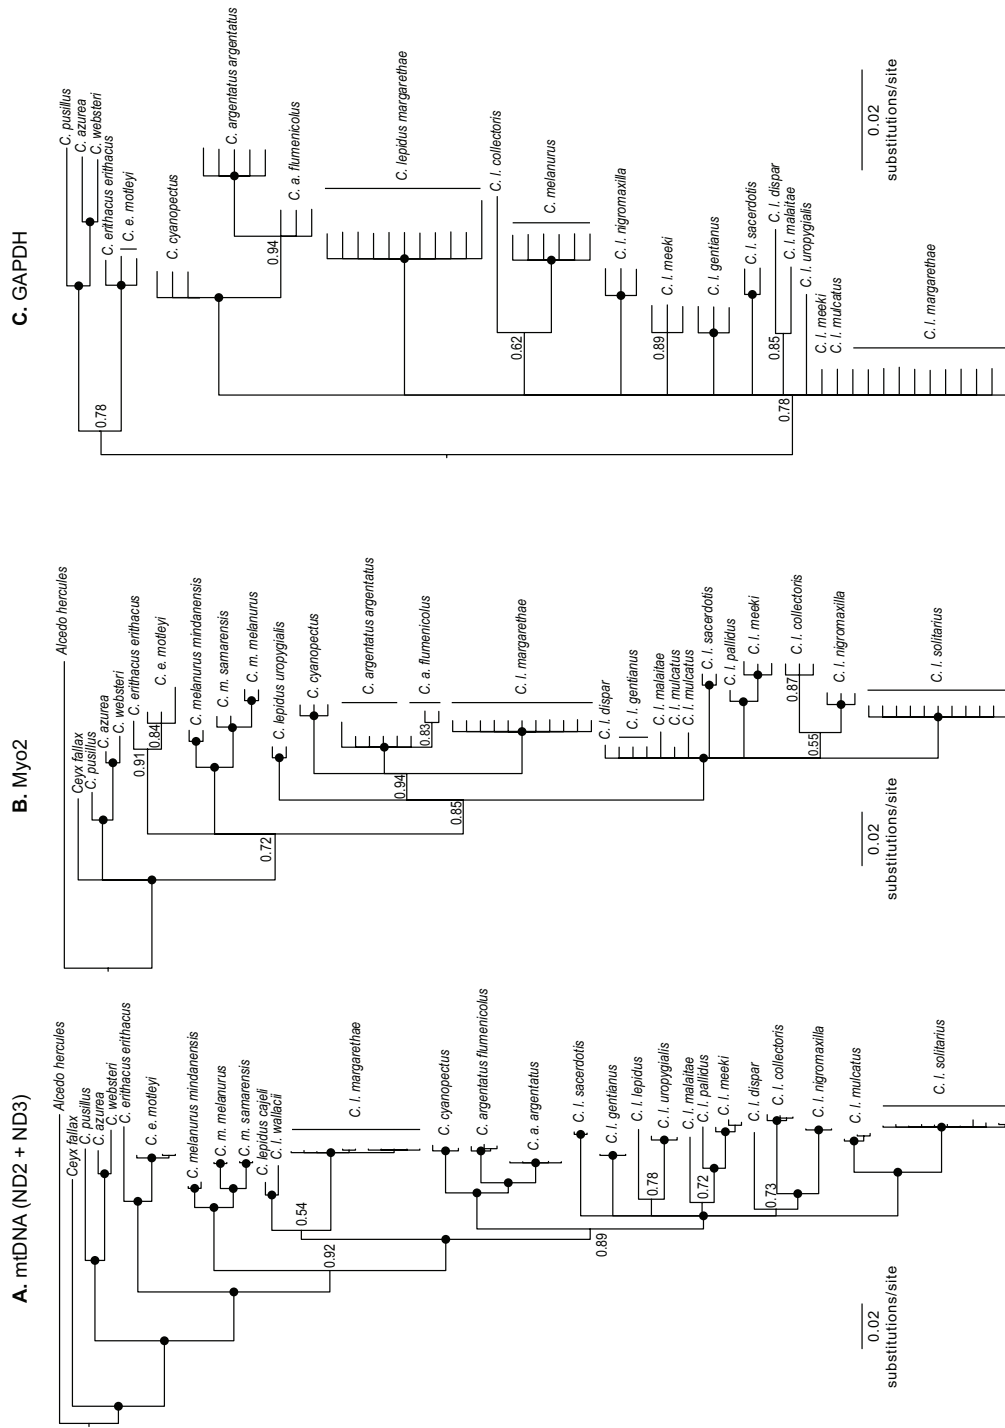 A. mtDNA (ND2 + ND3)
Alcedo hercules
Ceyx fallax
C. pusillus
C. azurea
C. websteri
C. erithacus erithacus
C. e. motleyi
C. melanurus mindanensis
C. m. melanurus
C. m. samarensis
C. lepidus cajeli
C. l. wallacii
C. l. margarethae
C. cyanopectus
C. argentatus flumenicolus
C. a. argentatus
C. l. sacerdotis
C. l. gentianus
C. l. lepidus
C. l. uropygialis
C. l. malaitae
C. l. pallidus
C. l. meeki
C. l. dispar
C. l. collectoris
C. l. nigromaxilla
C. l. mulcatus
C. l. solitarius
0.92
0.54
0.89
0.78
0.72
0.73
0.02
substitutions/site
B. Myo2
Alcedo hercules
Ceyx fallax
C. pusillus
C. azurea
C. websteri
C. erithacus erithacus
C. e. motleyi
C. melanurus mindanensis
C. m. samarensis
C. m. melanurus
C. lepidus uropygialis
C. cyanopectus
C. argentatus argentatus
C. a. flumenicolus
C. l. margarethae
C. l. dispar
C. l. gentianus
C. l. malaitae
C. l. mulcatus
C. l. mulcatus
C. l. sacerdotis
C. l. pallidus
C. l. meeki
C. l. collectoris
C. l. nigromaxilla
C. l. solitarius
0.91
0.84
0.72
0.94
0.83
0.85
0.87
0.55
0.02
substitutions/site
C. GAPDH
C. pusillus
C. azurea
C. websteri
C. erithacus erithacus
C. e. motleyi
C. cyanopectus
C. argentatus argentatus
C. a. flumenicolus
C. lepidus margarethae
C. l. collectoris
C. melanurus
C. l. nigromaxilla
C. l. meeki
C. l. gentianus
C. l. sacerdotis
C. l. dispar
C. l. malaitae
C. l. uropygialis
C. l. meeki
C. l. mulcatus
C. l. margarethae
0.78
0.94
0.62
0.89
0.85
0.78
0.02
substitutions/site